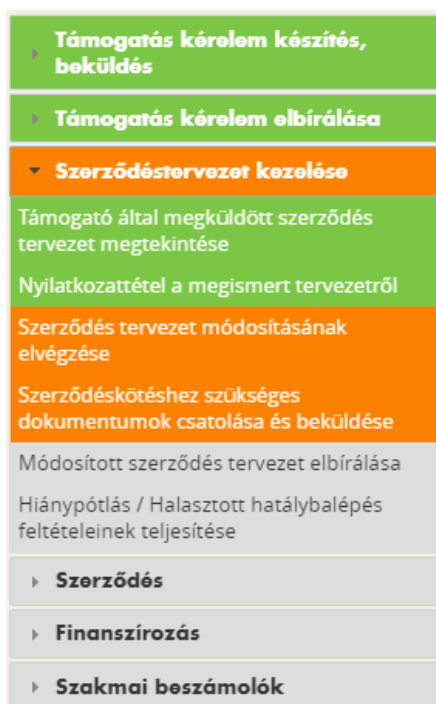 Támogatás kérelem készítés,
beküldés
Támogatás kérelem elbírálása
Szerződéstervezet kezelése
Támogató által megküldött szerződés
tervezet megtekintése
Nyilatkozattétel a megismert tervezetről
Szerződés tervezet módosításának
elvégzése
Szerződéskötéshez szükséges
dokumentumok csatolása és beküldése
Módosított szerződés tervezet elbírálása
Hiánypótlás / Halasztott hatálybalépés
feltételeinek teljesítése
Szerződés
Finanszírozás
Szakmai beszámolók